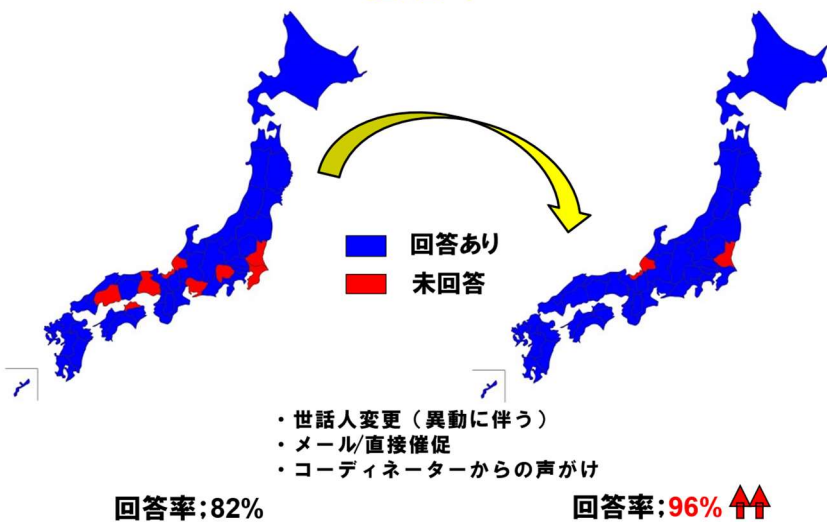 回答あり
未回答
・世話人変更（異動に伴う）
・メール/直接催促
・コーディネーターからの声がけ
回答率;82%
回答率;96%